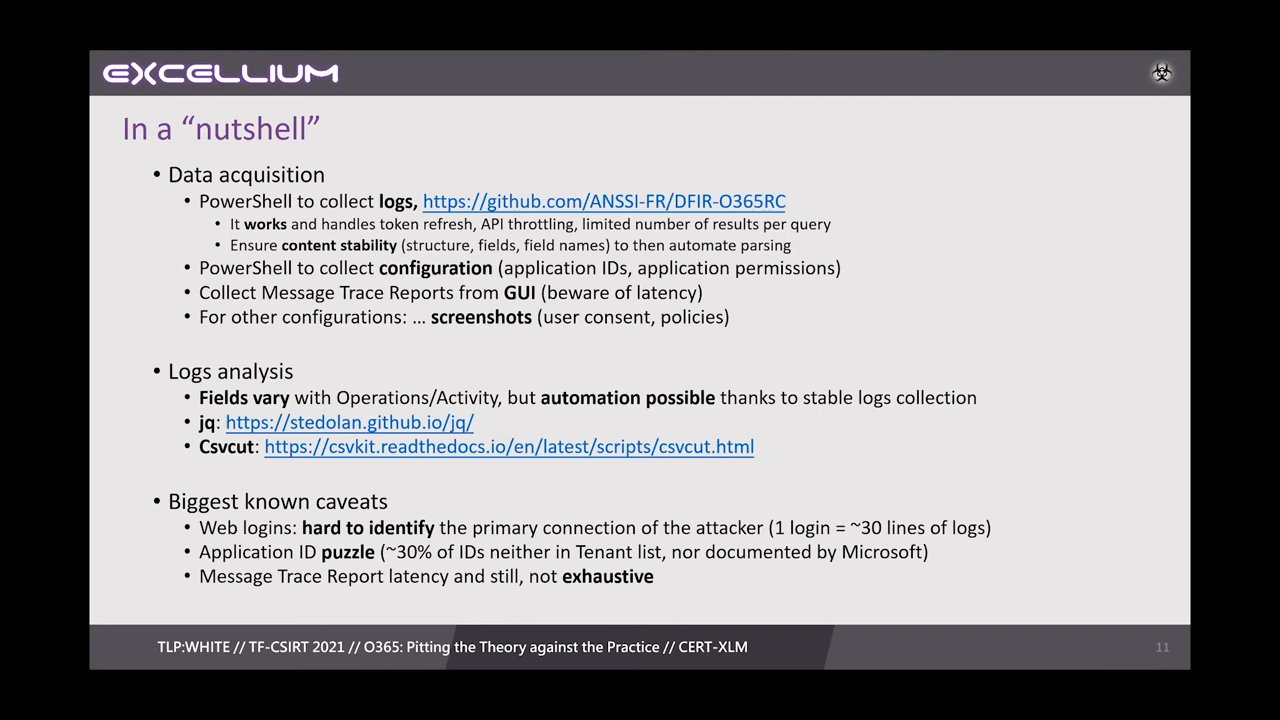 EXCELLIUM
In a “nutshell”
• Data acquisition
• PowerShell to collect logs, https://github.com/ANSSI-FR/DFIR-O365RC
• It works and handles token refresh, API throttling, limited number of results per query
• Ensure content stability (structure, fields, field names) to then automate parsing
• PowerShell to collect configuration (application IDs, application permissions)
• Collect Message Trace Reports from GUI (beware of latency)
• For other configurations: … screenshots (user consent, policies)
• Logs analysis
• Fields vary with Operations/Activity, but automation possible thanks to stable logs collection
• jq: https://stedolan.github.io/jq/
• Csvcut: https://csvkit.readthedocs.io/en/latest/scripts/csvcut.html
• Biggest known caveats
• Web logins: hard to identify the primary connection of the attacker (1 login = ~30 lines of logs)
• Application ID puzzle (~30% of IDs neither in Tenant list, nor documented by Microsoft)
• Message Trace Report latency and still, not exhaustive
TLP:WHITE // TF-CSIRT 2021 // O365: Pitting the Theory against the Practice // CERT-XLM
11